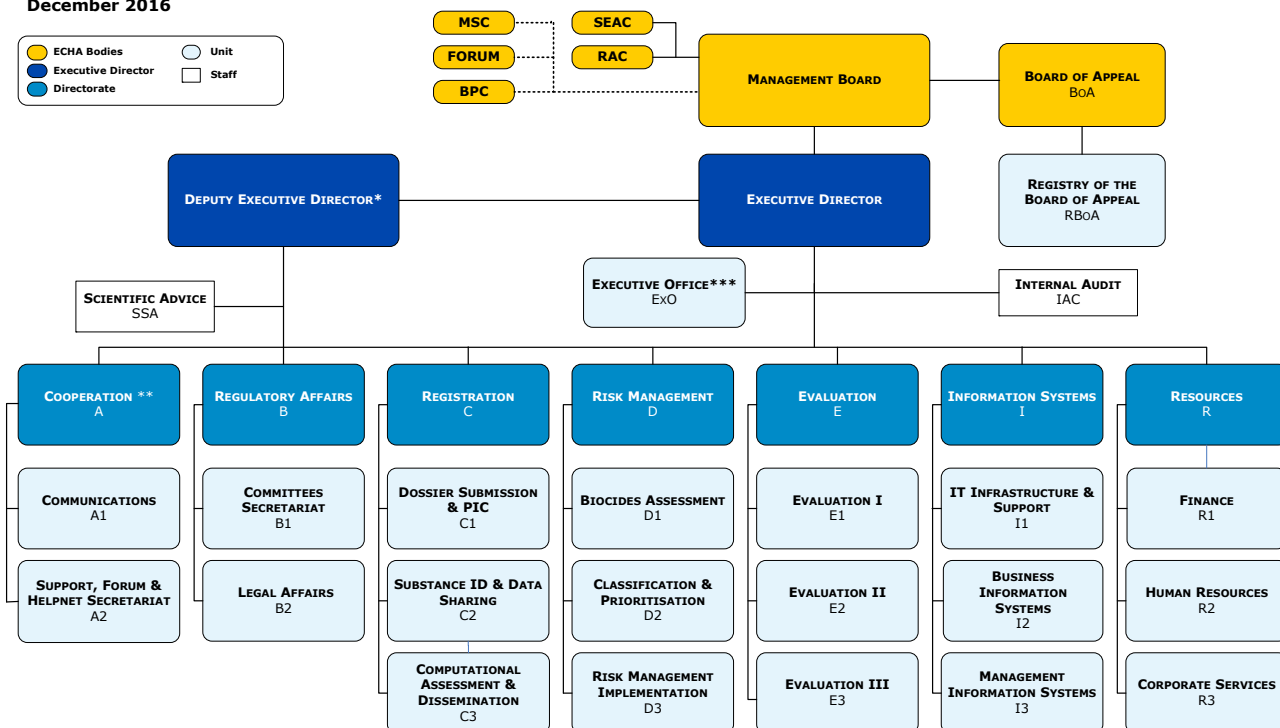 December 2016
ECHA Bodies
Executive Director
Directorate
Unit
Staff
MSC
FORUM
BPC
SEAC
RAC
MANAGEMENT BOARD
BOARD OF APPEAL
BoA
DEPUTY EXECUTIVE DIRECTOR*
EXECUTIVE DIRECTOR
REGISTRY OF THE
BOARD OF APPEAL
RBoA
SCIENTIFIC ADVICE
SSA
EXECUTIVE OFFICE***
ExO
INTERNAL AUDIT
IAC
COOPERATION **
A
REGULATORY AFFAIRS
B
REGISTRATION
C
RISK MANAGEMENT
D
EVALUATION
E
INFORMATION SYSTEMS
I
RESOURCES
R
COMMUNICATIONS
A1
COMMITTEES
SECRETARIAT
B1
DOSSIER SUBMISSION
& PIC
C1
BIOCIDES ASSESSMENT
D1
EVALUATION I
E1
IT INFRASTRUCTURE &
SUPPORT
I1
FINANCE
R1
SUPPORT, FORUM &
HELPNET SECRETARIAT
A2
LEGAL AFFAIRS
B2
SUBSTANCE ID & DATA
SHARING
C2
CLASSIFICATION &
PRIORITISATION
D2
EVALUATION II
E2
BUSINESS
INFORMATION
SYSTEMS
I2
HUMAN RESOURCES
R2
COMPUTATIONAL
ASSESSMENT &
DISSEMINATION
C3
RISK MANAGEMENT
IMPLEMENTATION
D3
EVALUATION III
E3
MANAGEMENT
INFORMATION SYSTEMS
I3
CORPORATE SERVICES
R3